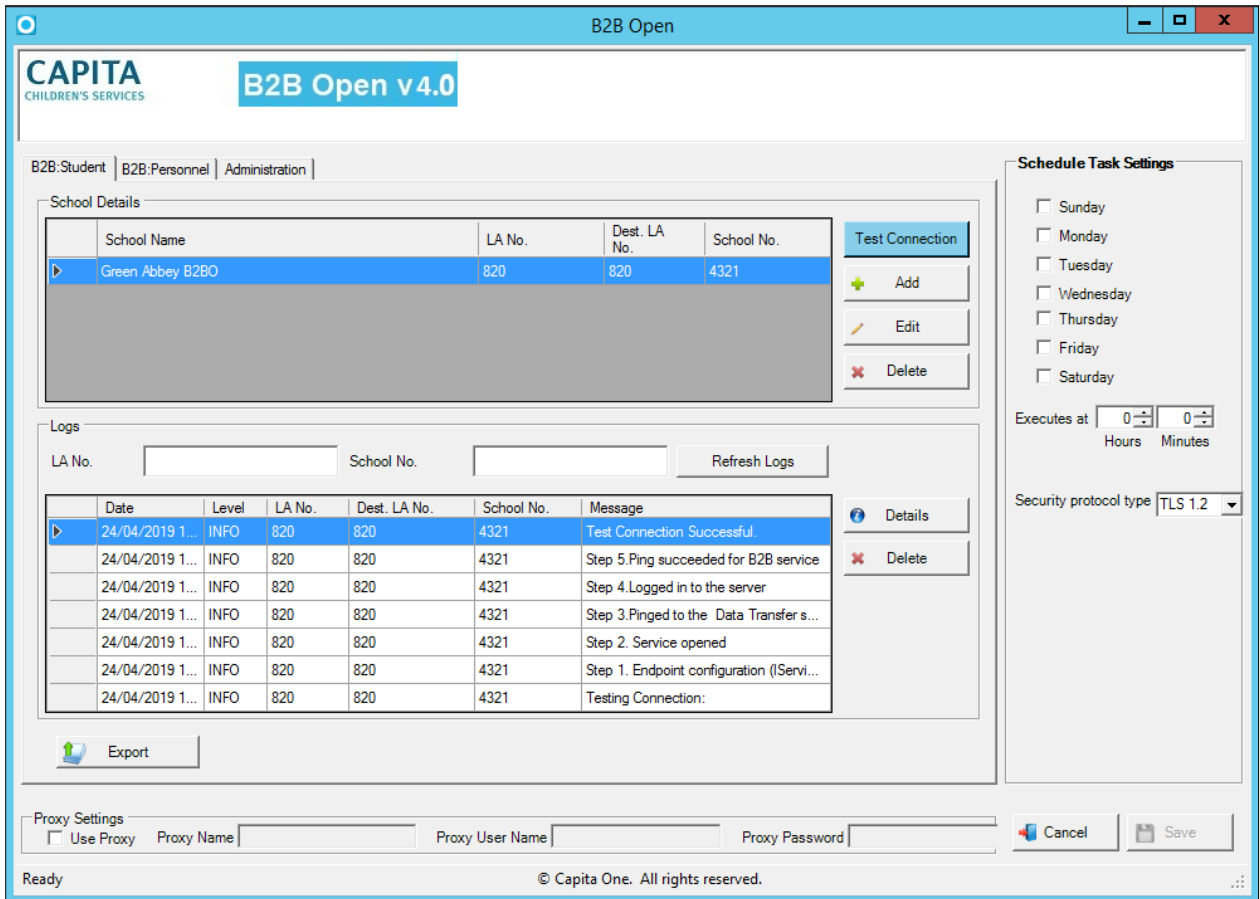 B2B Open
CAPITA
CHILDREN'S SERVICES
B2B Open v 4.0
B2B:Student B2B:Personnel Administration
School Details
School Name LA No. Dest. LA No. School No.
Green Abbey B2BO 820 820 4321
Test Connection
Add
Edit
Delete
Logs
LA No. School No. Refresh Logs
Date Level LA No. Dest. LA No. School No. Message
24/04/2019 1... INFO 820 820 4321 Test Connection Successful.
24/04/2019 1... INFO 820 820 4321 Step 5.Ping succeeded for B2B service
24/04/2019 1... INFO 820 820 4321 Step 4.Logged in to the server
24/04/2019 1... INFO 820 820 4321 Step 3.Pinged to the Data Transfer s...
24/04/2019 1... INFO 820 820 4321 Step 2. Service opened
24/04/2019 1... INFO 820 820 4321 Step 1. Endpoint configuration (IServi...
24/04/2019 1... INFO 820 820 4321 Testing Connection:
Details
Delete
Export
Schedule Task Settings
Sunday
Monday
Tuesday
Wednesday
Thursday
Friday
Saturday
Executes at 0 0
Hours Minutes
Security protocol type TLS 1.2
Proxy Settings
Use Proxy Proxy Name Proxy User Name Proxy Password
Cancel Save
Ready © Capita One. All rights reserved.